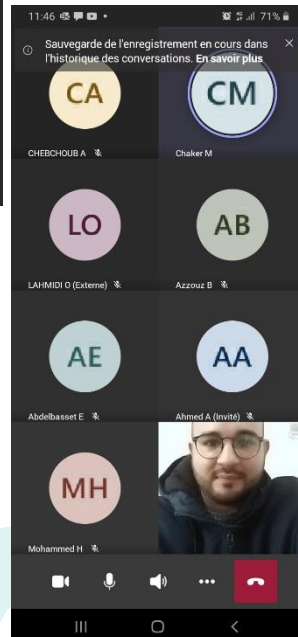 11:46
71%
Sauvegarde de l'enregistrement en cours dans
l'historique des conversations. En savoir plus
CA
CM
CHEBCHOUB A
Chaker M
LO
AB
LAHMIDI O (Externe)
Azzouz B
AE
AA
Abdelbasset E
Ahmed A (Invité)
MH
Mohammed H